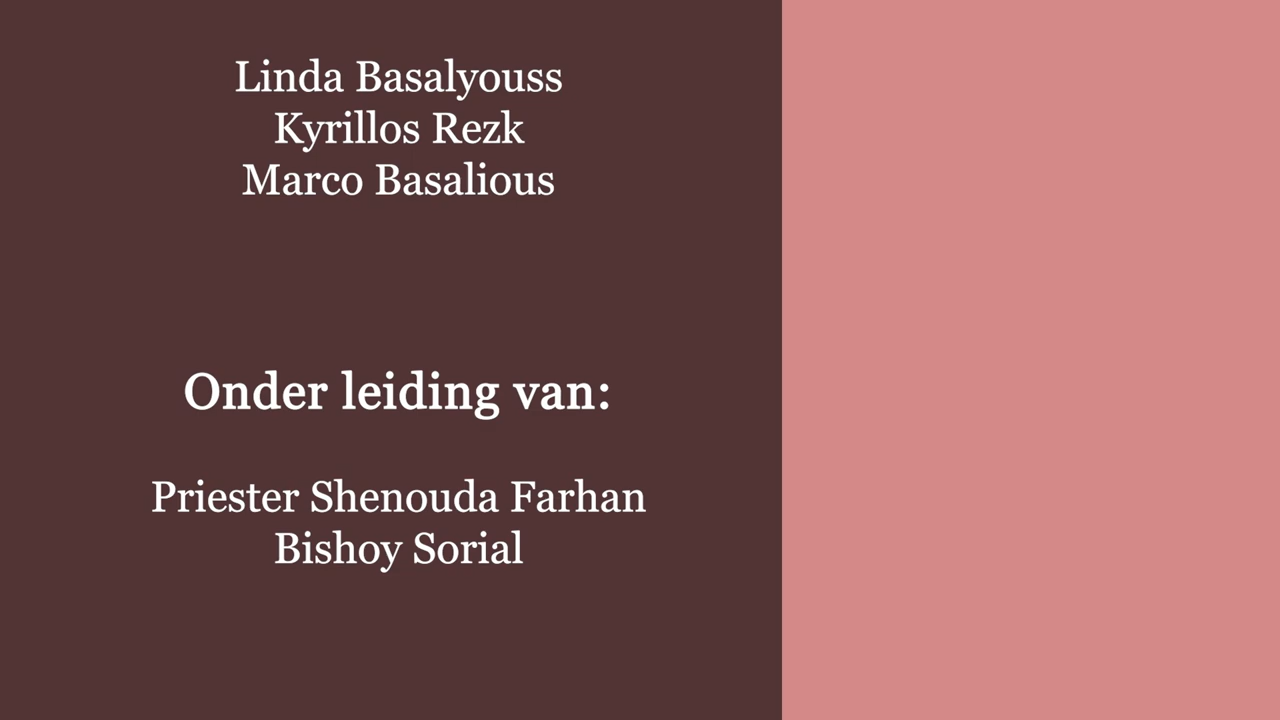 Linda Basalyouss
Kyrillos Rezk
Marco Basalious
Onder leiding van:
Priester Shenouda Farhan
Bishoy Sorial